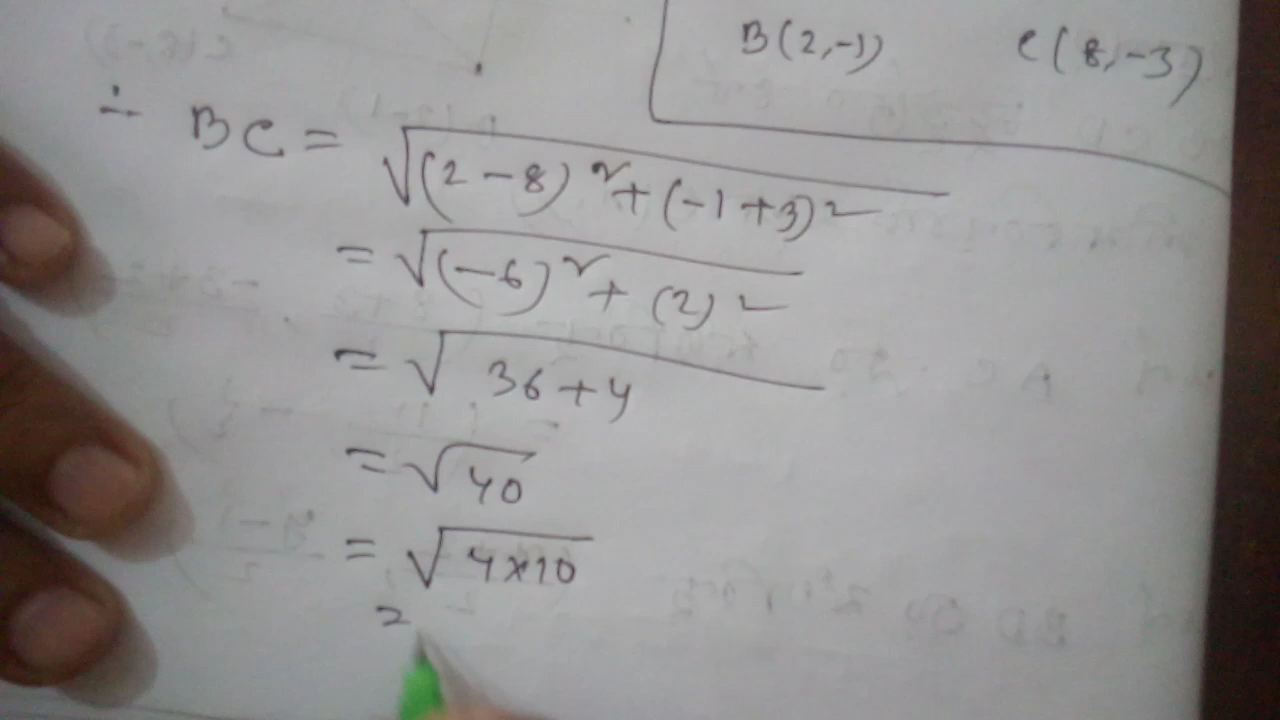 B(2,-1) C(8,-3)
∴ BC = √(2-8)²+(-1+3)²
= √(-6)²+(2)²
= √36+4
= √40
= √4×10
=